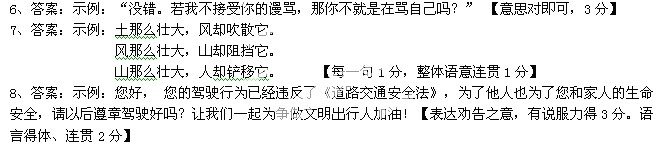 6、答案：示例：“没错。若我不接受你的谩骂，那你不就是在骂自己吗？” 【意思对即可，3 分】
7、答案：示例：土那么壮大，风却吹散它。
风那么壮大，山却阻挡它。
山那么壮大，人却铲移它。 【每一句 1 分，整体语意连贯 1 分】
8、答案：示例：您好， 您的驾驶行为已经违反了《道路交通安全法》，为了他人也为了您和家人的生命
安全，请以后遵章驾驶好吗？让我们一起为争做文明出行人加油！【表达劝告之意，有说服力得 3 分。语
言得体、连贯 2 分】